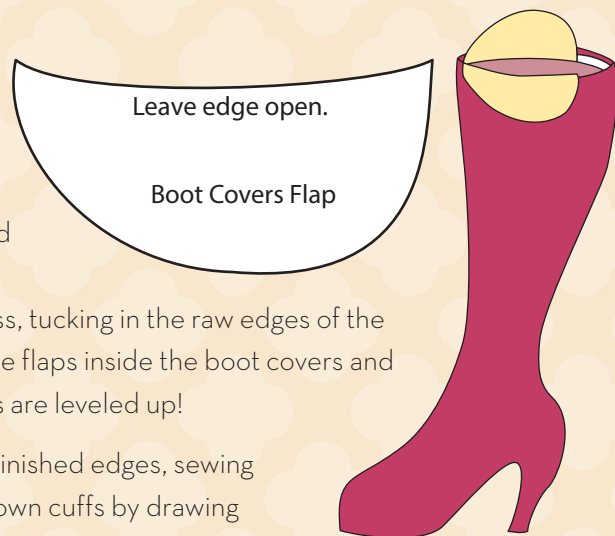 Leave edge open.
Boot Covers Flap
d
ss, tucking in the raw edges of the
e flaps inside the boot covers and
s are leveled up!
inished edges, sewing
own cuffs by drawing